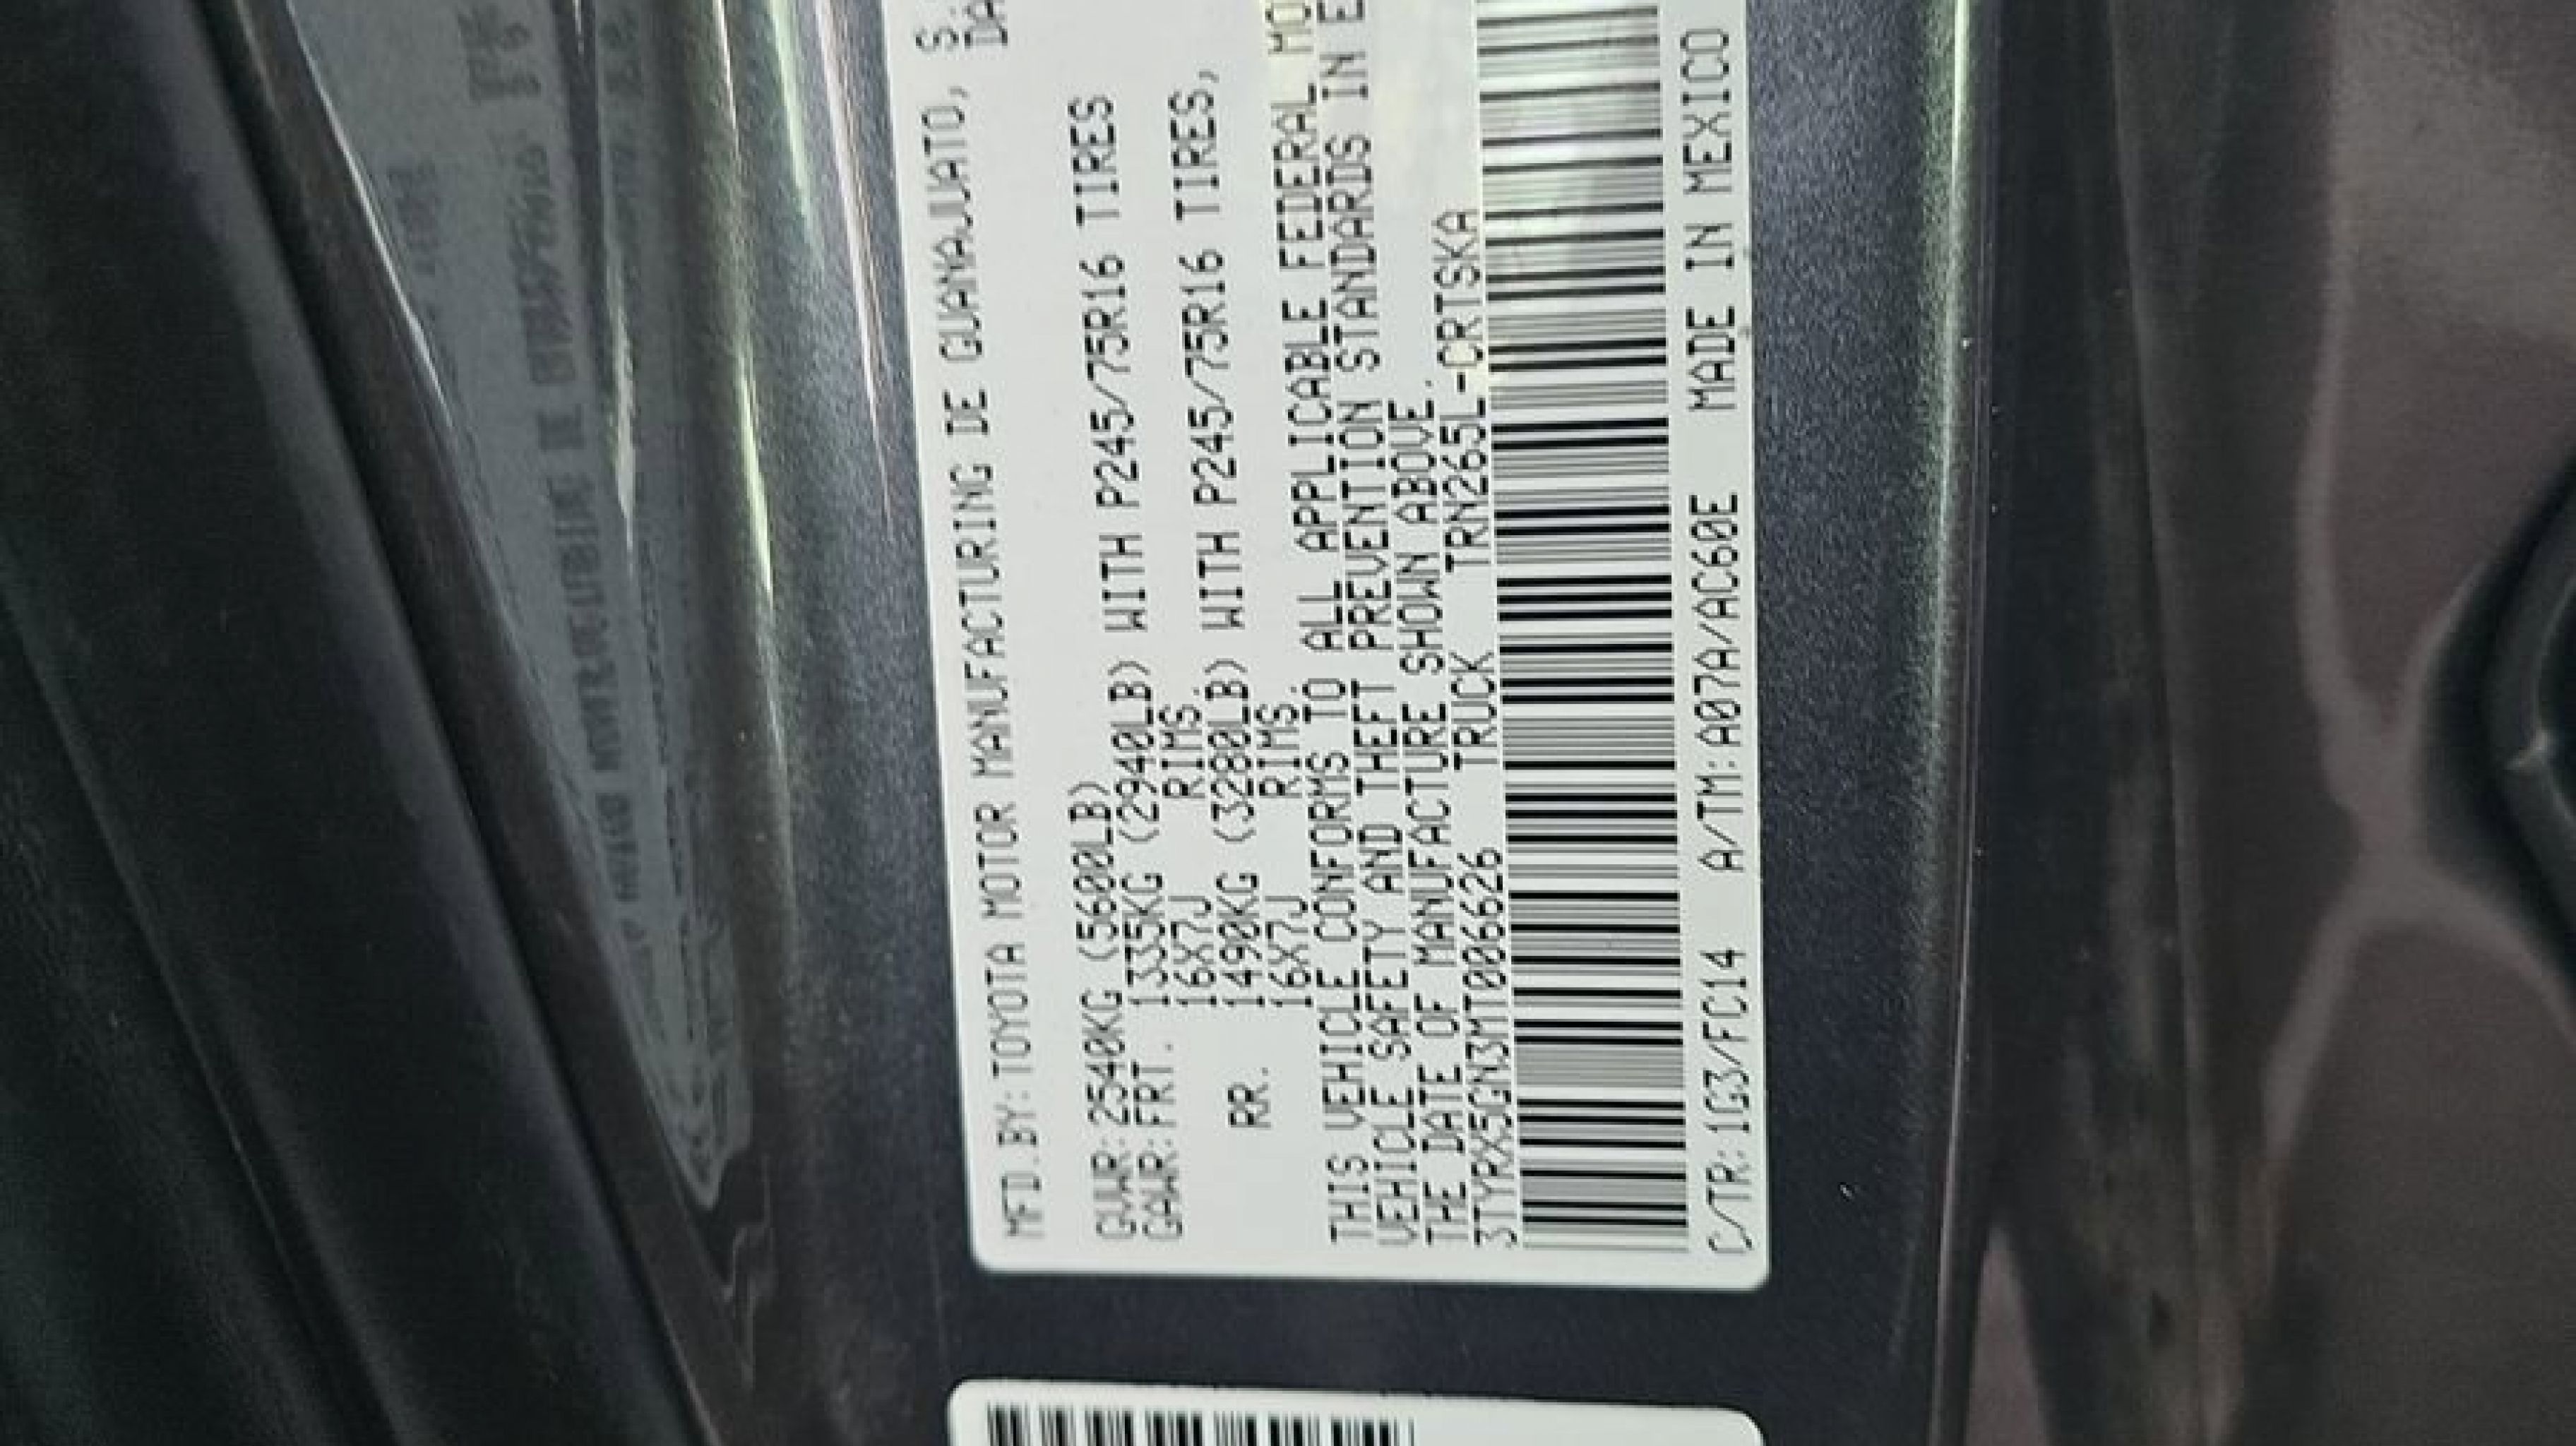 MFD.BY:TOYOTA MOTOR MANUFACTURING DE GUANAJUATO, S.
DA
GVWR:2540KG (5600LB)
GAWR:FRT. 1335KG (2940LB) WITH P245/75R16 TIRES
16X7J RIMS.
RR. 1490KG (3280LB) WITH P245/75R16 TIRES,
16X7J RIMS.
THIS VEHICLE CONFORMS TO ALL APPLICABLE FEDERAL MO
VEHICLE SAFETY AND THEFT PREVENTION STANDARDS IN E
THE DATE OF MANUFACTURE SHOWN ABOVE.
3TYRX5GN3MT006626 TRUCK TRN265L-CRTSKA
C/TR:1G3/FC14 A/TM:A07A/AC60E MADE IN MEXICO